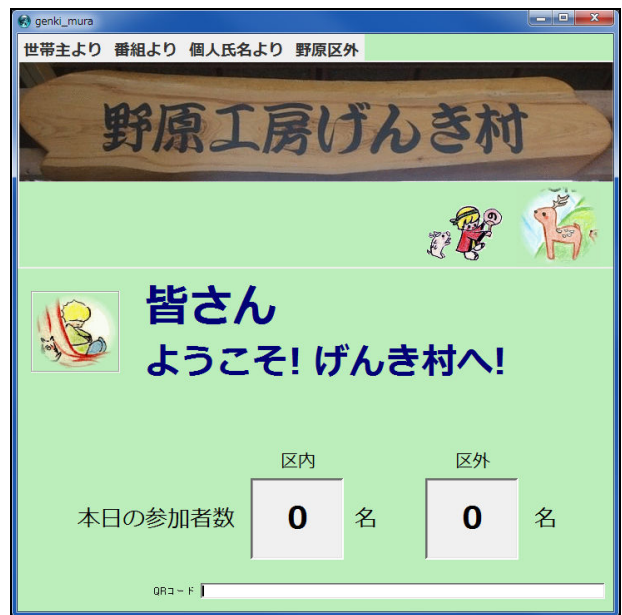 genki_mura
世帯主より 番組より 個人氏名より 野原区外
野原工房げんき村
の
皆さん
ようこそ! げんき村へ!
区内 区外
本日の参加者数 0 名 0 名
QRコード